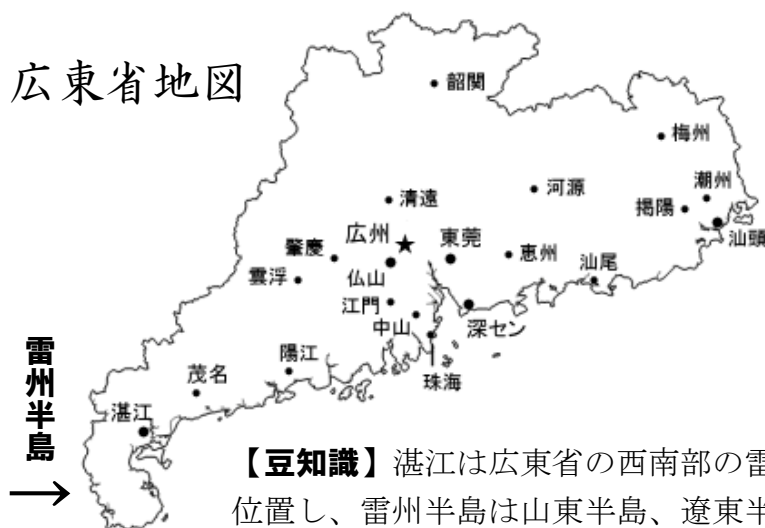 広東省地図
韶関
梅州
潮州
河源
揭陽
清遠
汕頭
広州
東莞
恵州
汕尾
肇慶
仏山
雲浮
江門
中山
深セン
珠海
陽江
茂名
湛江
雷州半島
【豆知識】湛江は広東省の西南部の雷
位置し、雷州半島は山東半島、遼東半